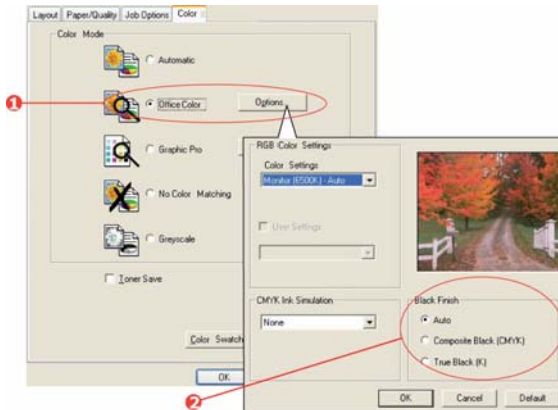 Layout Paper/Quality Job Options Color
Color Mode
Automatic
1
Office Color
Options...
Graphic Pro
No Color Matching
Greyscale
Toner Save
Color Swatch
OK
RGB Color Settings
Color Settings
Monitor (6500K) - Auto
User Settings
CMYK Ink Simulation
None
Black Finish
Auto
Composite Black (CMYK)
True Black (K)
2
OK Cancel Default